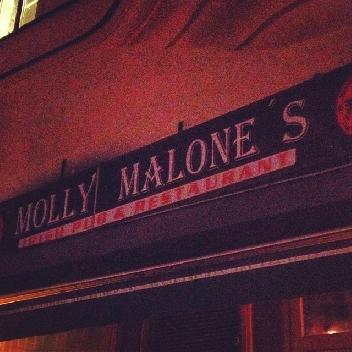 MOLLY MALONE´S
IRISH PUB & RESTAURANT